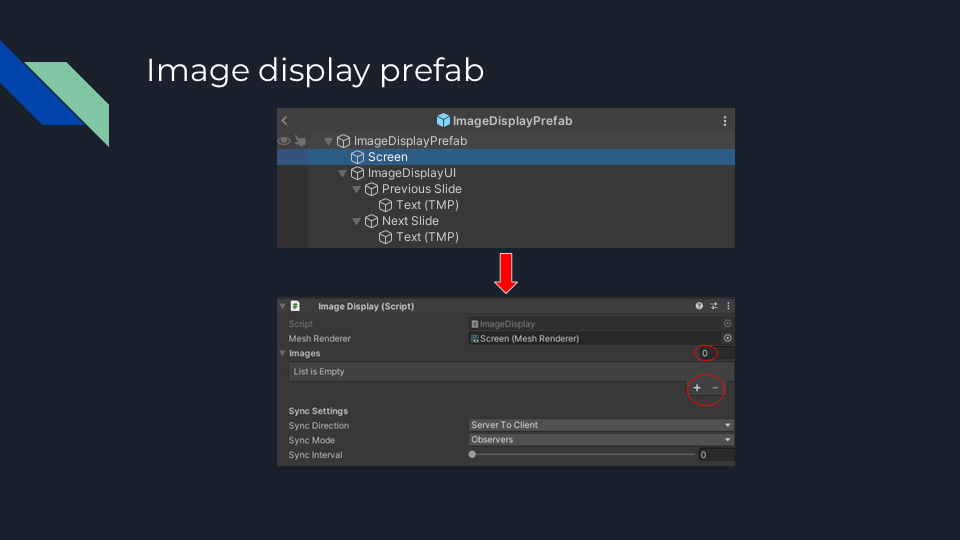 Image display prefab
ImageDisplayPrefab
ImageDisplayPrefab
Screen
ImageDisplayUI
Previous Slide
Text (TMP)
Next Slide
Text (TMP)
# Image Display (Script)
Script ImageDisplay
Mesh Renderer Screen (Mesh Renderer)
Images 0
List is Empty
+ −
Sync Settings
Sync Direction Server To Client
Sync Mode Observers
Sync Interval 0